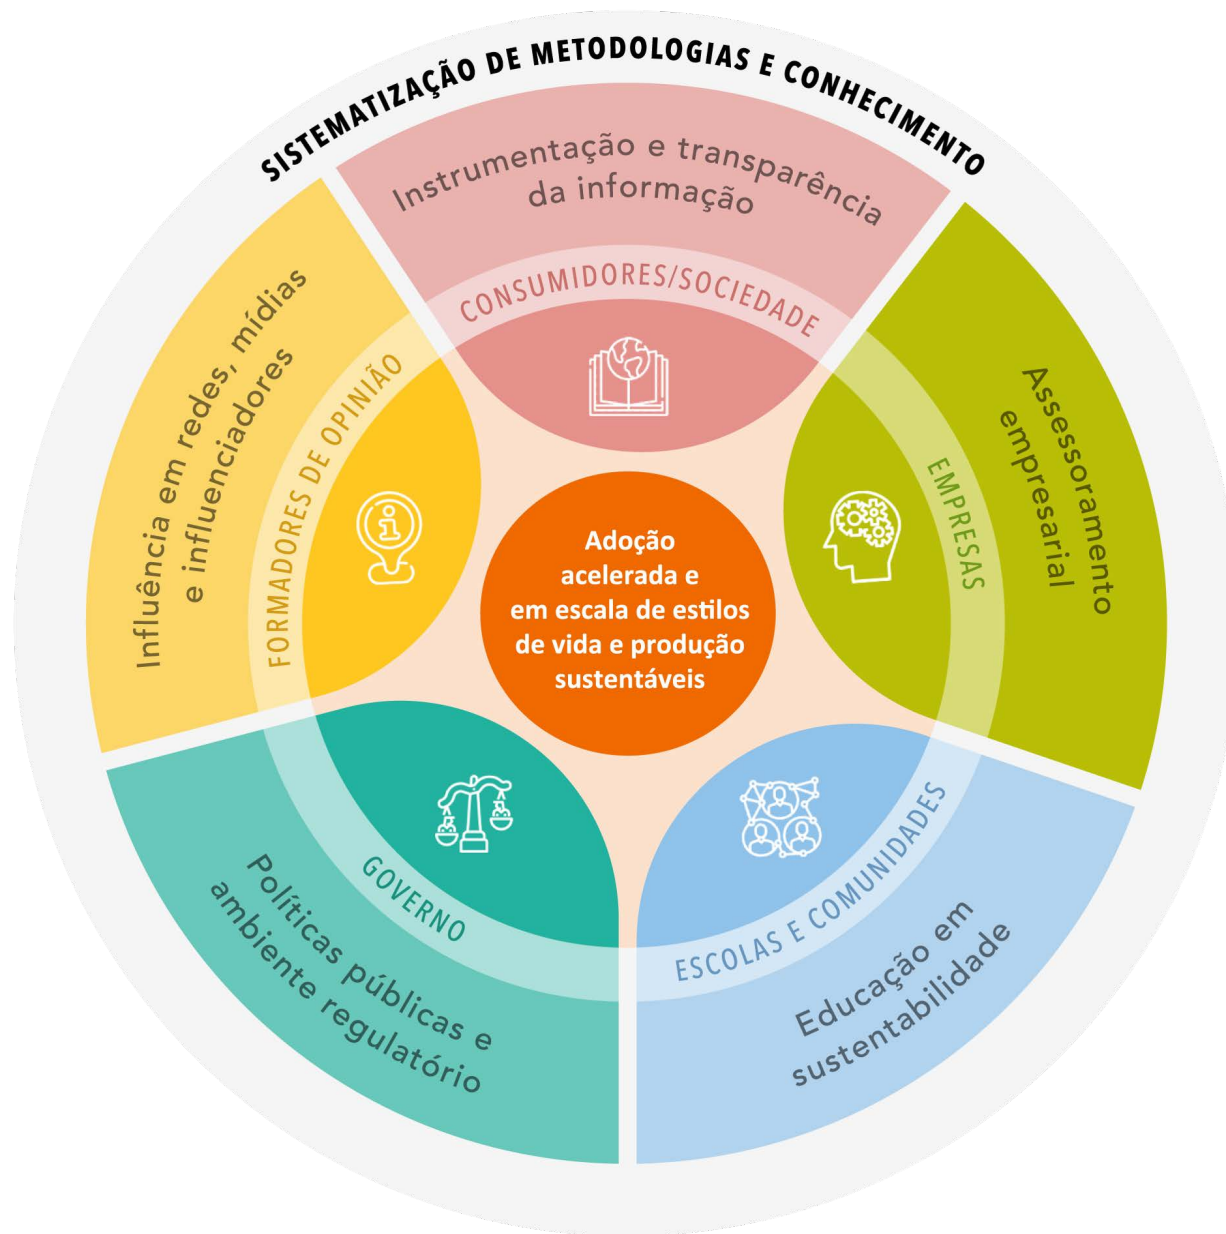 SISTEMATIZAÇÃO DE METODOLOGIAS E CONHECIMENTO
Instrumentação e transparência
da informação
CONSUMIDORES/SOCIEDADE
Assessoramento
empresarial
EMPRESAS
Educação em
sustentabilidade
ESCOLAS E COMUNIDADES
Políticas públicas e
ambiente regulatório
GOVERNO
Influência em redes, mídias
e influenciadores
FORMADORES DE OPINIÃO
Adoção
acelerada e
em escala de estilos
de vida e produção
sustentáveis